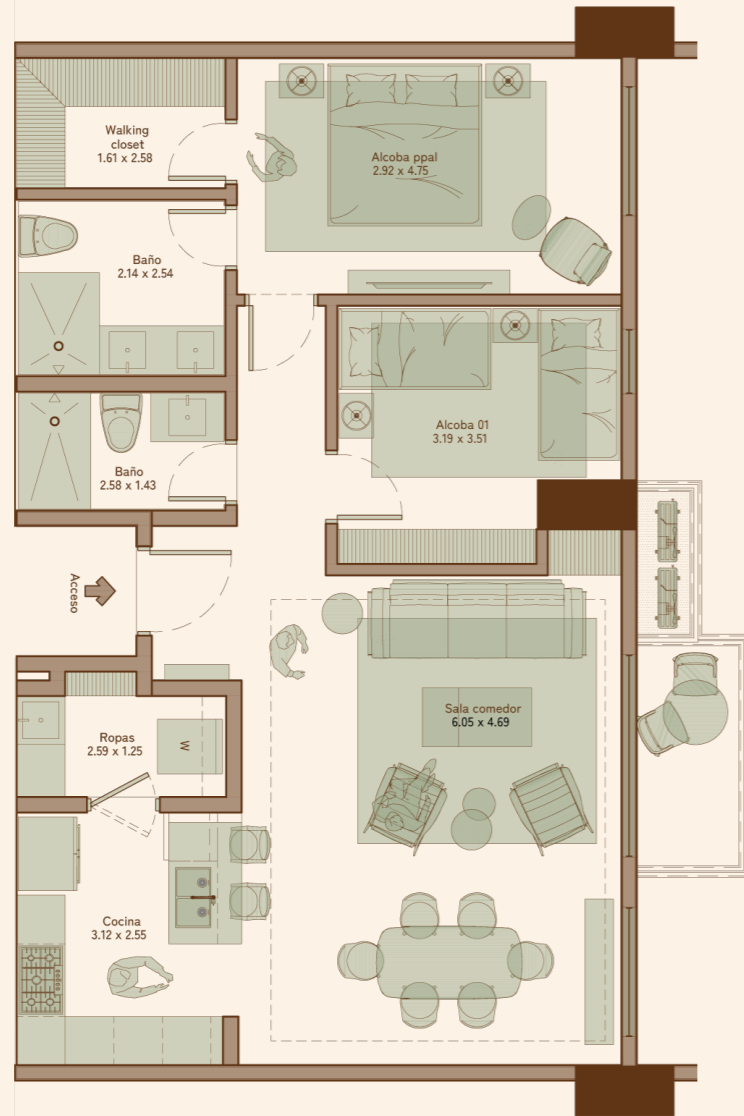 Walking
closet
1.61 x 2.58
Alcoba ppal
2.92 x 4.75
Baño
2.14 x 2.54
Alcoba 01
3.19 x 3.51
Baño
2.58 x 1.43
Acceso
Sala comedor
6.05 x 4.69
Ropas
2.59 x 1.25
W
Cocina
3.12 x 2.55